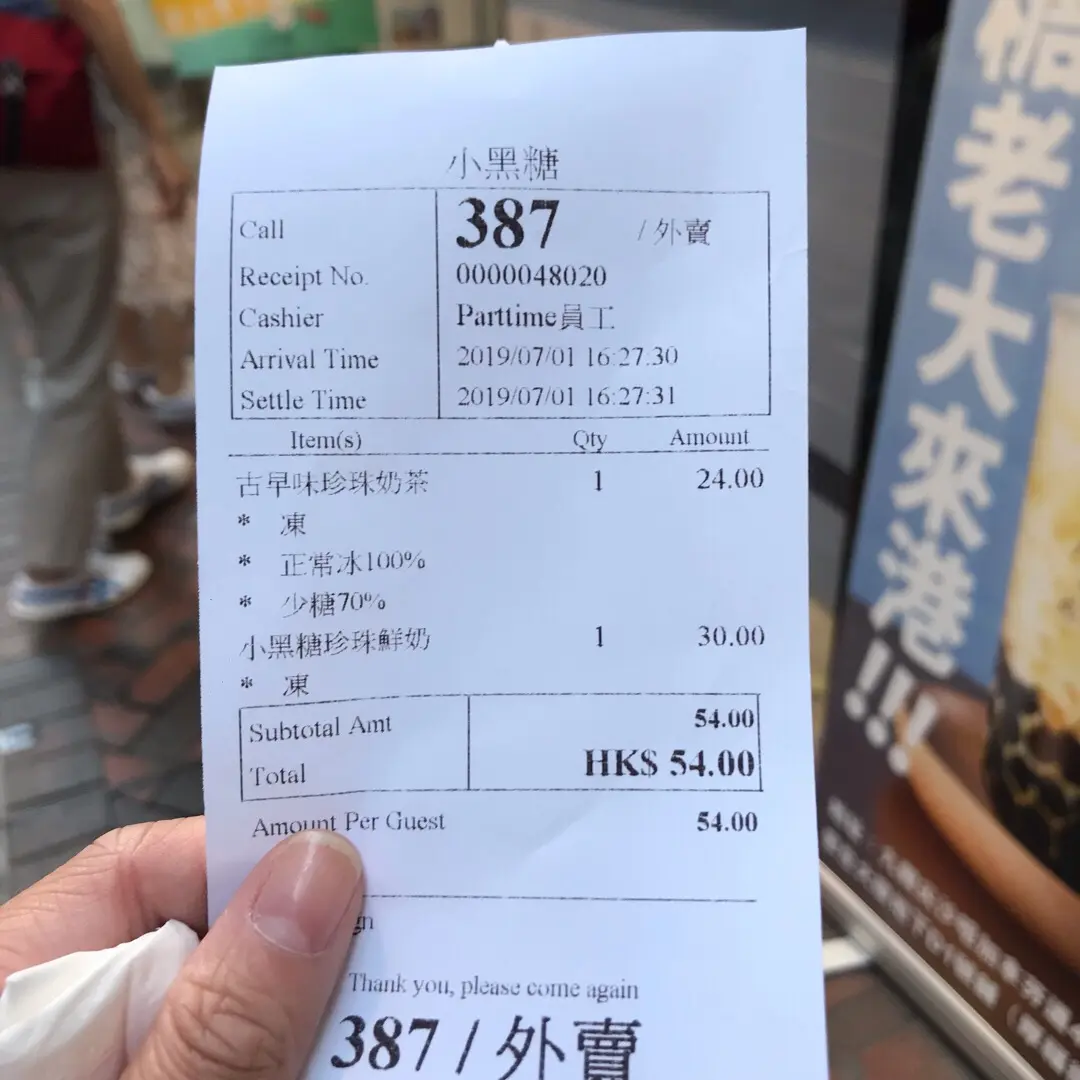 小黑糖
Call 387 /外賣
Receipt No. 0000048020
Cashier Parttime員工
Arrival Time 2019/07/01 16:27:30
Settle Time 2019/07/01 16:27:31
Item(s) Qty Amount
古早味珍珠奶茶 1 24.00
* 凍
* 正常冰100%
* 少糖70%
小黑糖珍珠鮮奶 1 30.00
* 凍
Subtotal Amt 54.00
Total HK$ 54.00
Amount Per Guest 54.00
Thank you, please come again
387 / 外賣
老大來港!!!